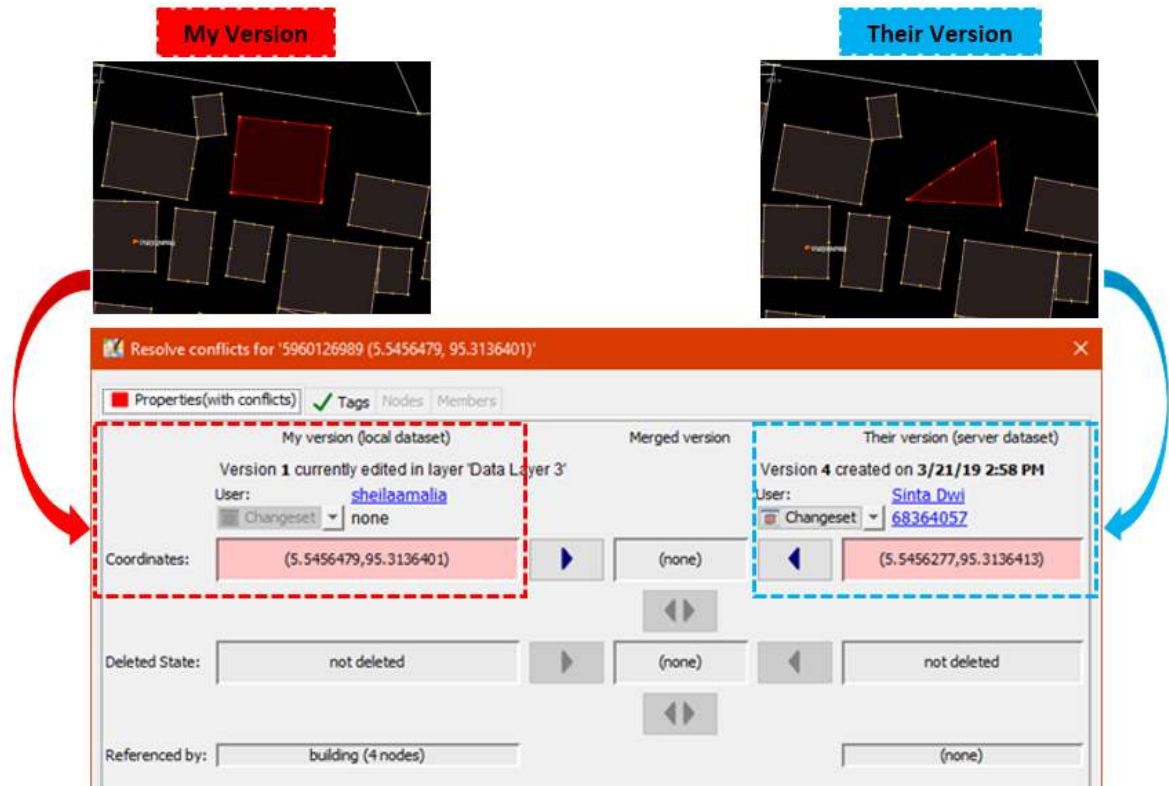 My Version
Their Version
Resolve conflicts for '5960126989 (5.5456479, 95.3136401)'
Properties(with conflicts) Tags Nodes Members
My version (local dataset) Merged version Their version (server dataset)
Version 1 currently edited in layer 'Data Layer 3' Version 4 created on 3/21/19 2:58 PM
User: sheilaamalia User: Sinta Dwi
Changeset none Changeset 68364057
Coordinates: (5.5456479,95.3136401) (none) (5.5456277,95.3136413)
Deleted State: not deleted (none) not deleted
Referenced by: building (4 nodes) (none)